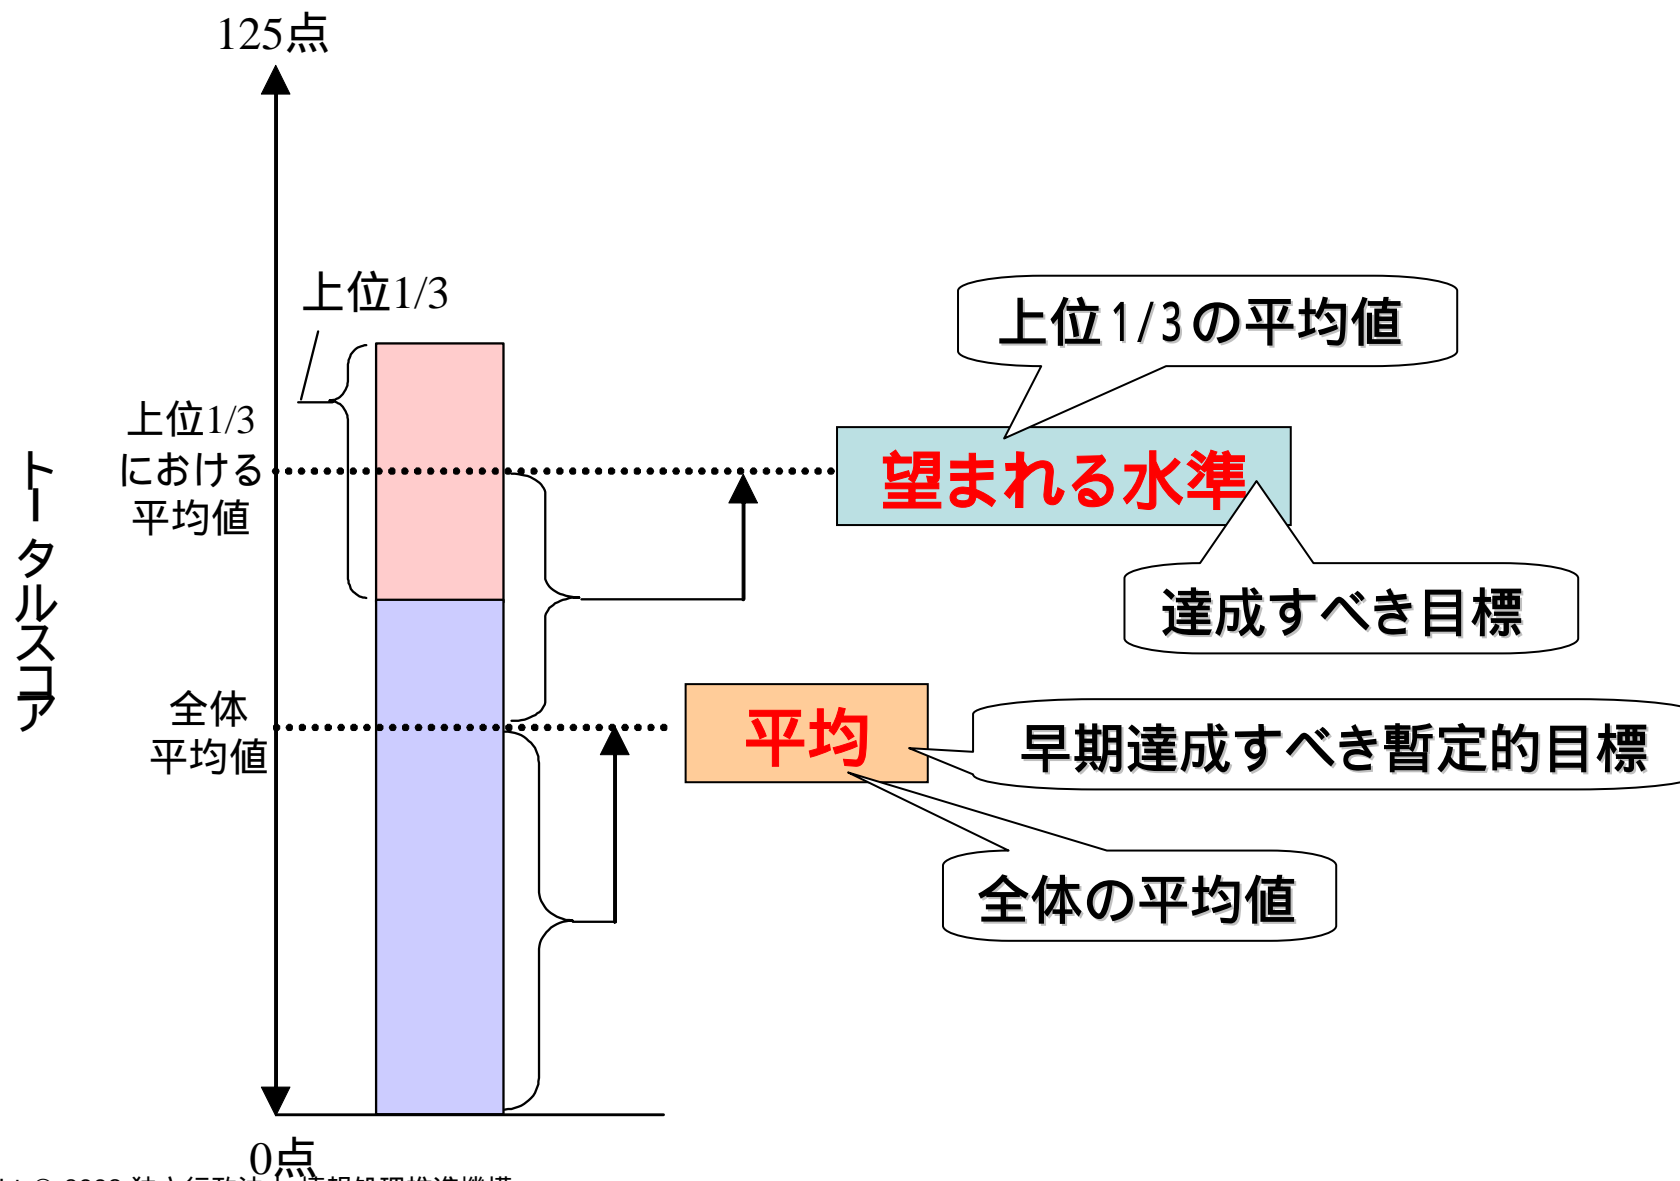 125点
上位1/3
上位1/3の平均値
上位1/3
における
平均値
望まれる水準
トータルスコア
達成すべき目標
全体
平均値
平均
早期達成すべき暫定的目標
全体の平均値
0点